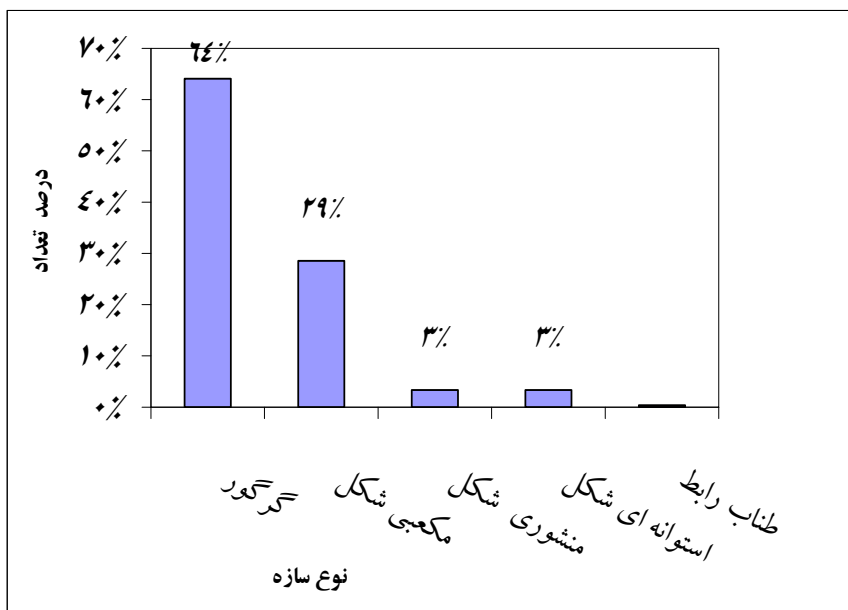 درصد تعداد
۷۰%
۶۰%
۵۰%
۴۰%
۳۰%
۲۰%
۱۰%
۰%
۶۴%
۲۹%
۳%
۳%
گرگور
مکعبی شکل
منشوری شکل
استوانه ای شکل
طناب رابط
نوع سازه